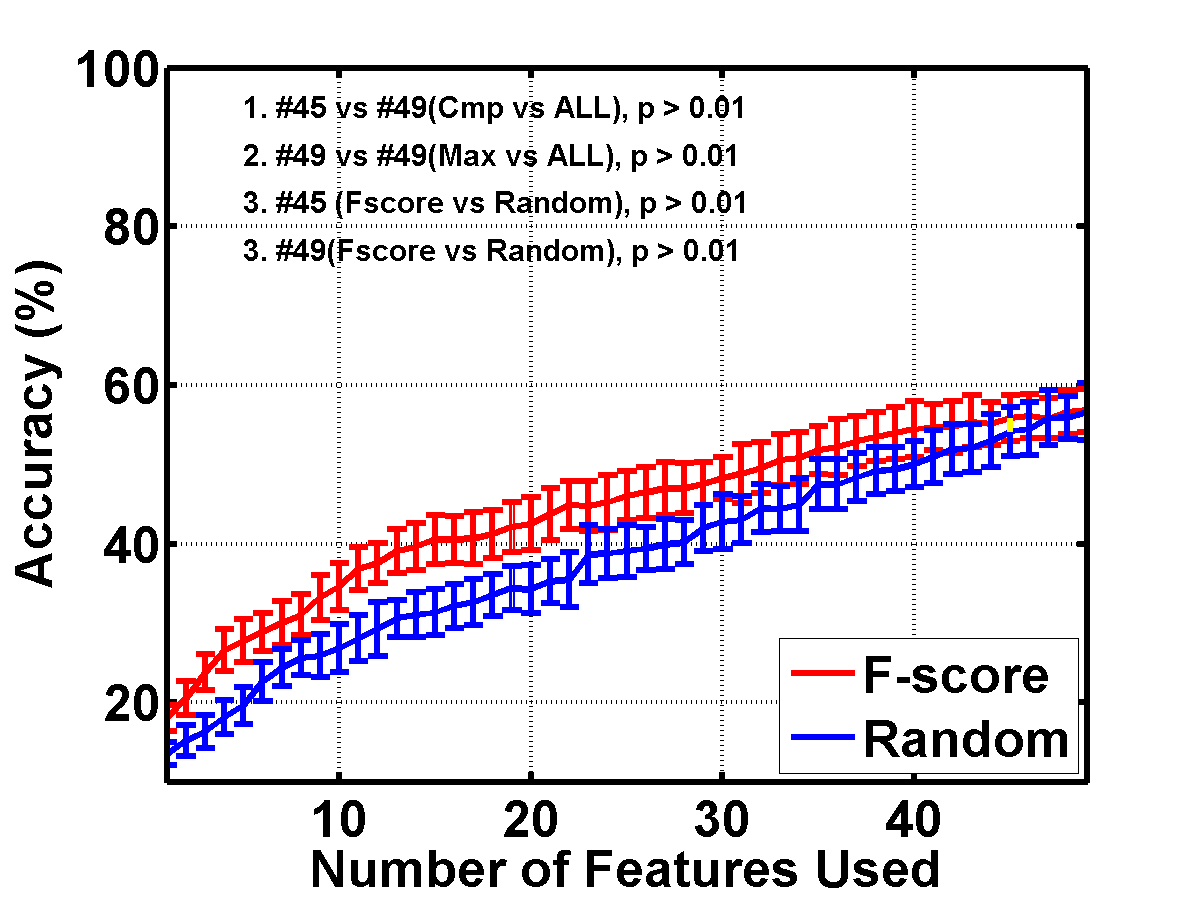 100
1. #45 vs #49(Cmp vs ALL), p > 0.01
2. #49 vs #49(Max vs ALL), p > 0.01
3. #45 (Fscore vs Random), p > 0.01
3. #49(Fscore vs Random), p > 0.01
80
60
40
20
Accuracy (%)
F-score
Random
10 20 30 40
Number of Features Used